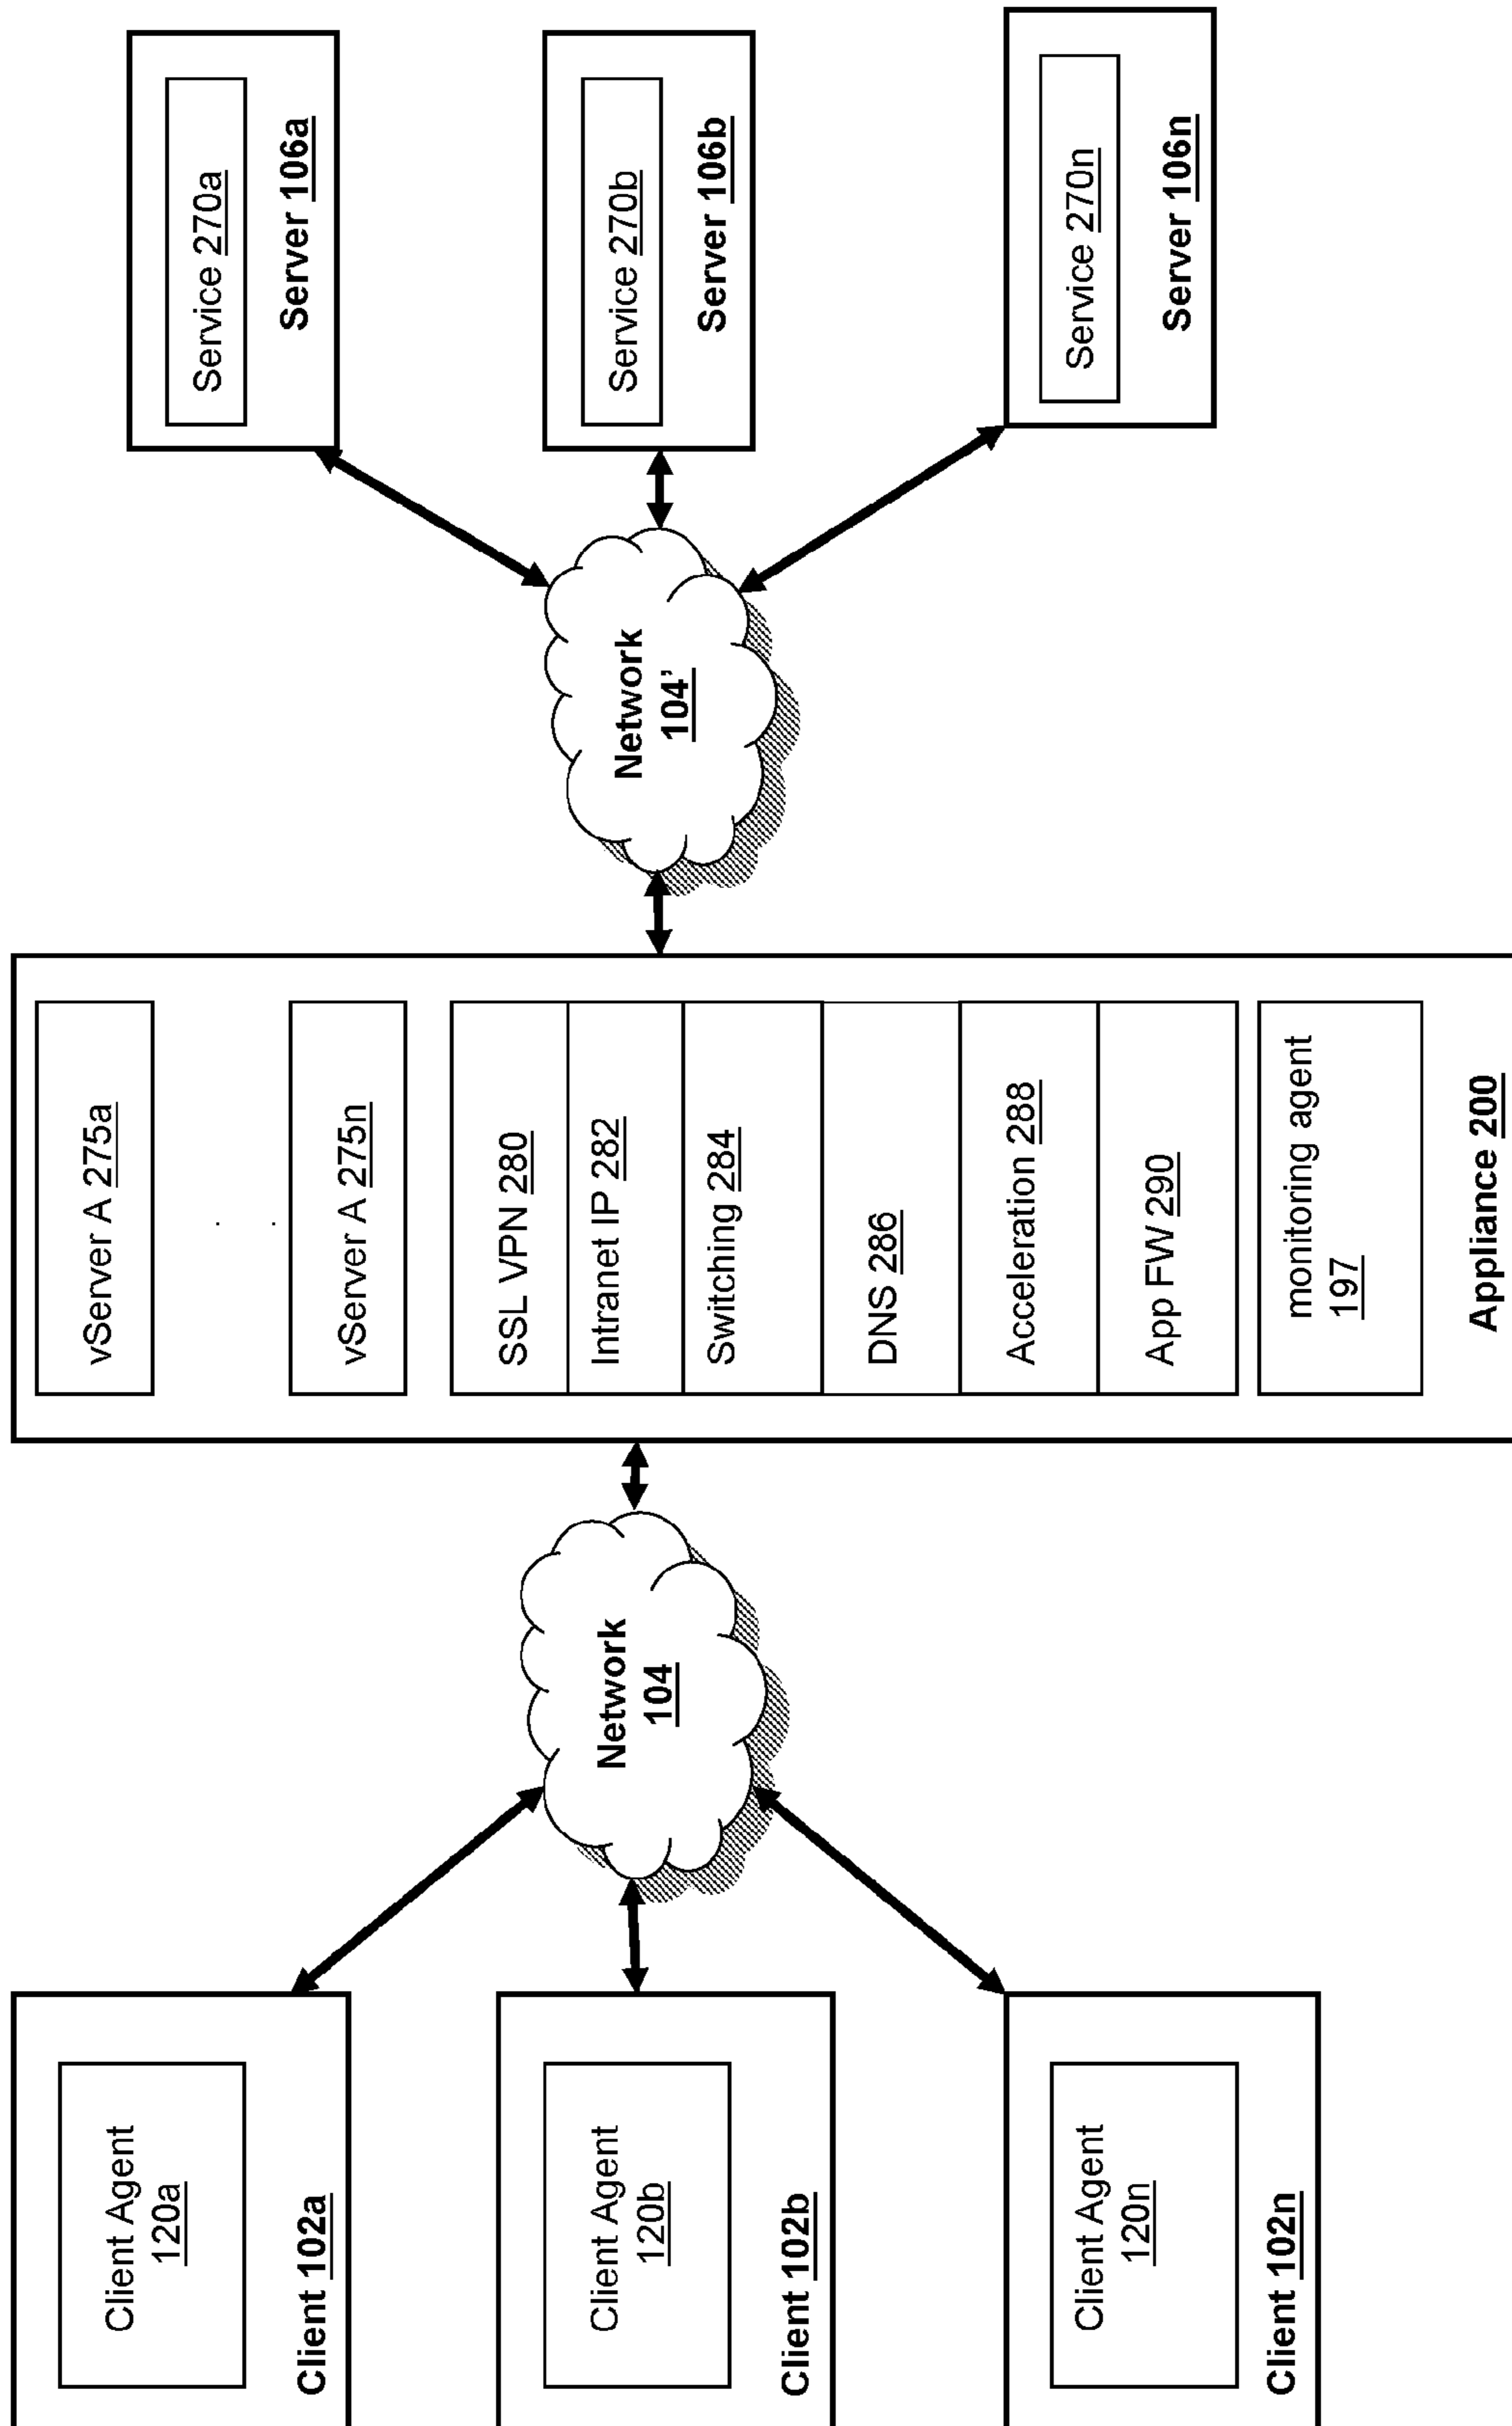 Client Agent
120a
Client 102a
Client Agent
120b
Client 102b
Client Agent
120n
Client 102n
Network
104
vServer A 275a
.
.
vServer A 275n
SSL VPN 280
Intranet IP 282
Switching 284
DNS 286
Acceleration 288
App FW 290
monitoring agent
197
Appliance 200
Network
104’
Service 270a
Server 106a
Service 270b
Server 106b
Service 270n
Server 106n